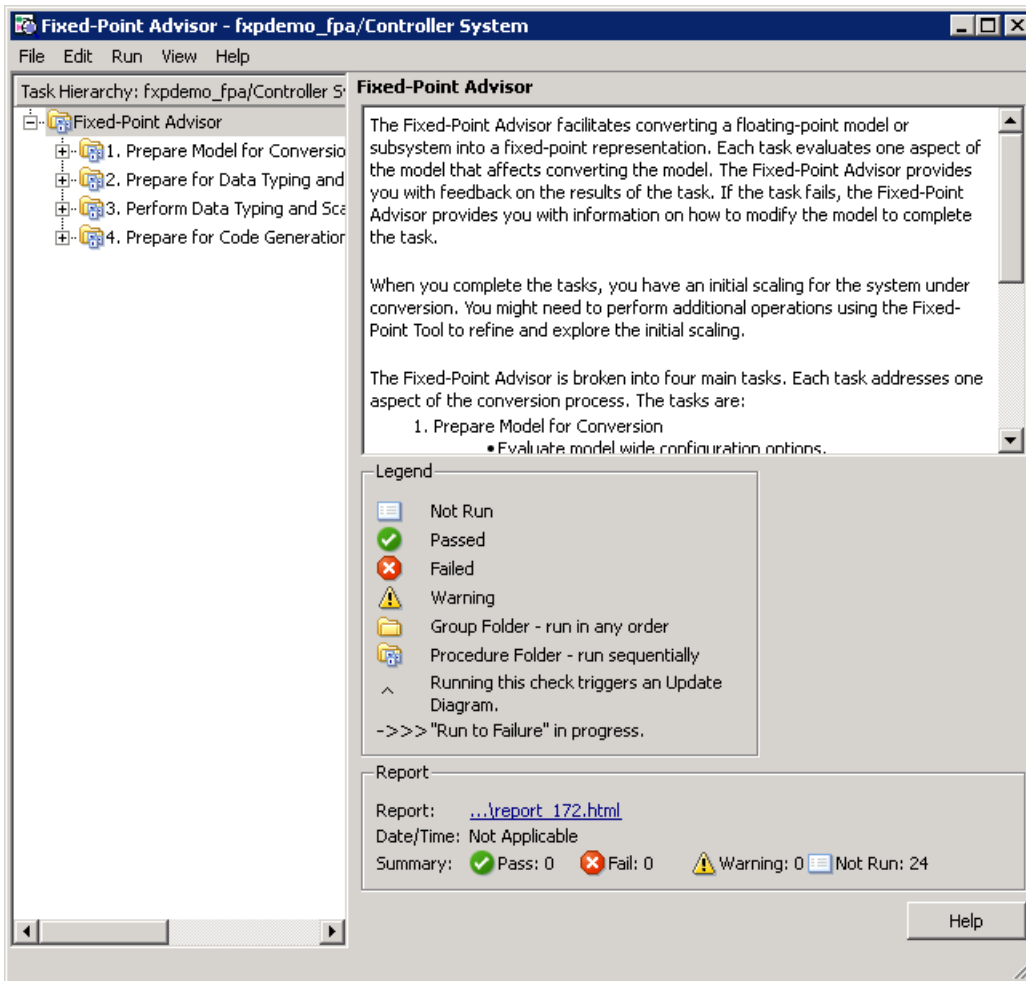 Fixed-Point Advisor - fxpdemo_fpa/Controller System
File Edit Run View Help
Task Hierarchy: fxpdemo_fpa/Controller S
Fixed-Point Advisor
1. Prepare Model for Conversio
2. Prepare for Data Typing and
3. Perform Data Typing and Sca
4. Prepare for Code Generation
Fixed-Point Advisor
The Fixed-Point Advisor facilitates converting a floating-point model or
subsystem into a fixed-point representation. Each task evaluates one aspect of
the model that affects converting the model. The Fixed-Point Advisor provides
you with feedback on the results of the task. If the task fails, the Fixed-Point
Advisor provides you with information on how to modify the model to complete
the task.
When you complete the tasks, you have an initial scaling for the system under
conversion. You might need to perform additional operations using the Fixed-
Point Tool to refine and explore the initial scaling.
The Fixed-Point Advisor is broken into four main tasks. Each task addresses one
aspect of the conversion process. The tasks are:
1. Prepare Model for Conversion
• Evaluate model wide configuration options.
Legend
Not Run
Passed
Failed
Warning
Group Folder - run in any order
Procedure Folder - run sequentially
^ Running this check triggers an Update
Diagram.
->>> "Run to Failure" in progress.
Report
Report: ...\report_172.html
Date/Time: Not Applicable
Summary: Pass: 0 Fail: 0 Warning: 0 Not Run: 24
Help